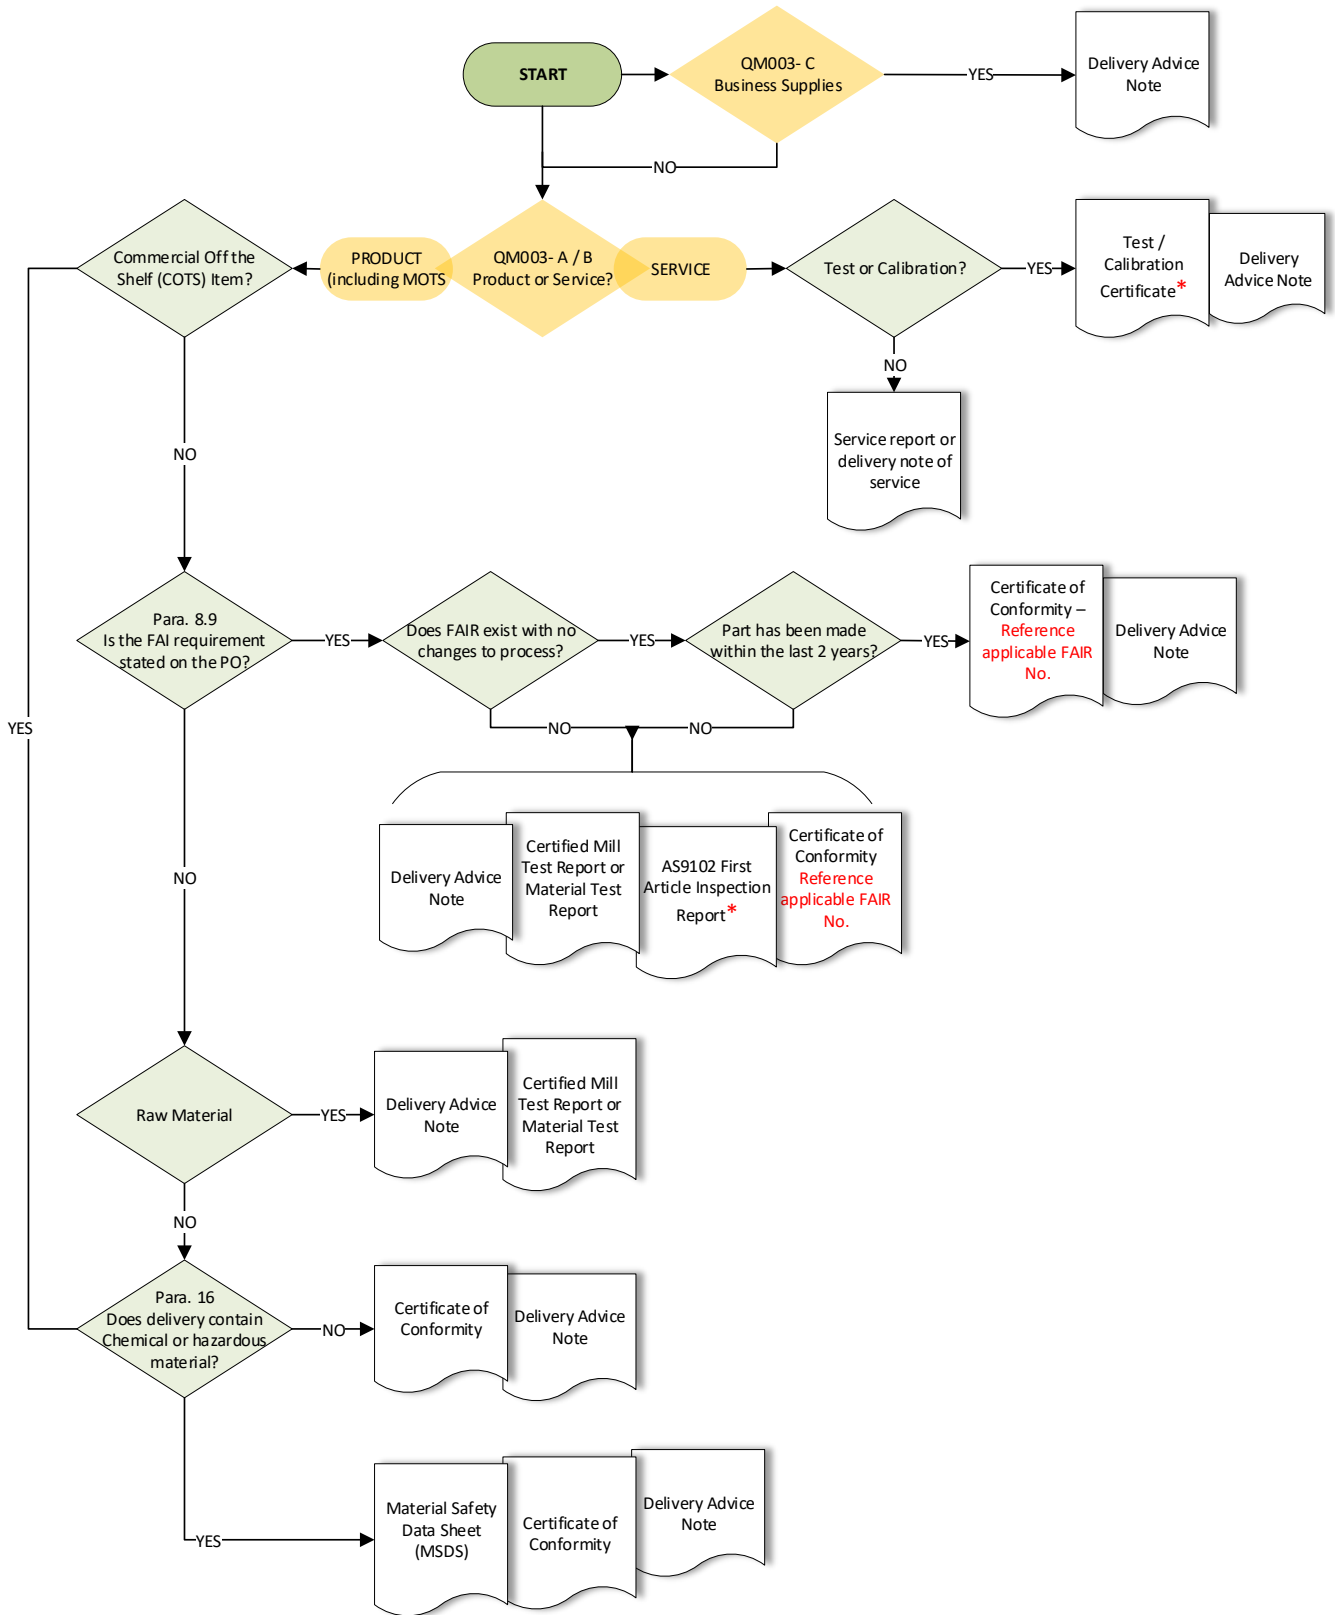 START
QM003- C
Business Supplies
YES
Delivery Advice
Note
NO
Commercial Off the
Shelf (COTS) Item?
PRODUCT
(including MOTS
QM003- A / B
Product or Service?
SERVICE
Test or Calibration?
YES
Test /
Calibration
Certificate*
Delivery
Advice Note
NO
Service report or
delivery note of
service
NO
Para. 8.9
Is the FAI requirement
stated on the PO?
YES
Does FAIR exist with no
changes to process?
YES
Part has been made
within the last 2 years?
YES
Certificate of
Conformity –
Reference
applicable FAIR
No.
Delivery Advice
Note
YES
NO
NO
Delivery Advice
Note
Certified Mill
Test Report or
Material Test
Report
AS9102 First
Article Inspection
Report*
Certificate of
Conformity
Reference
applicable FAIR
No.
NO
Raw Material
YES
Delivery Advice
Note
Certified Mill
Test Report or
Material Test
Report
NO
Para. 16
Does delivery contain
Chemical or hazardous
material?
NO
Certificate of
Conformity
Delivery Advice
Note
YES
Material Safety
Data Sheet
(MSDS)
Certificate of
Conformity
Delivery Advice
Note